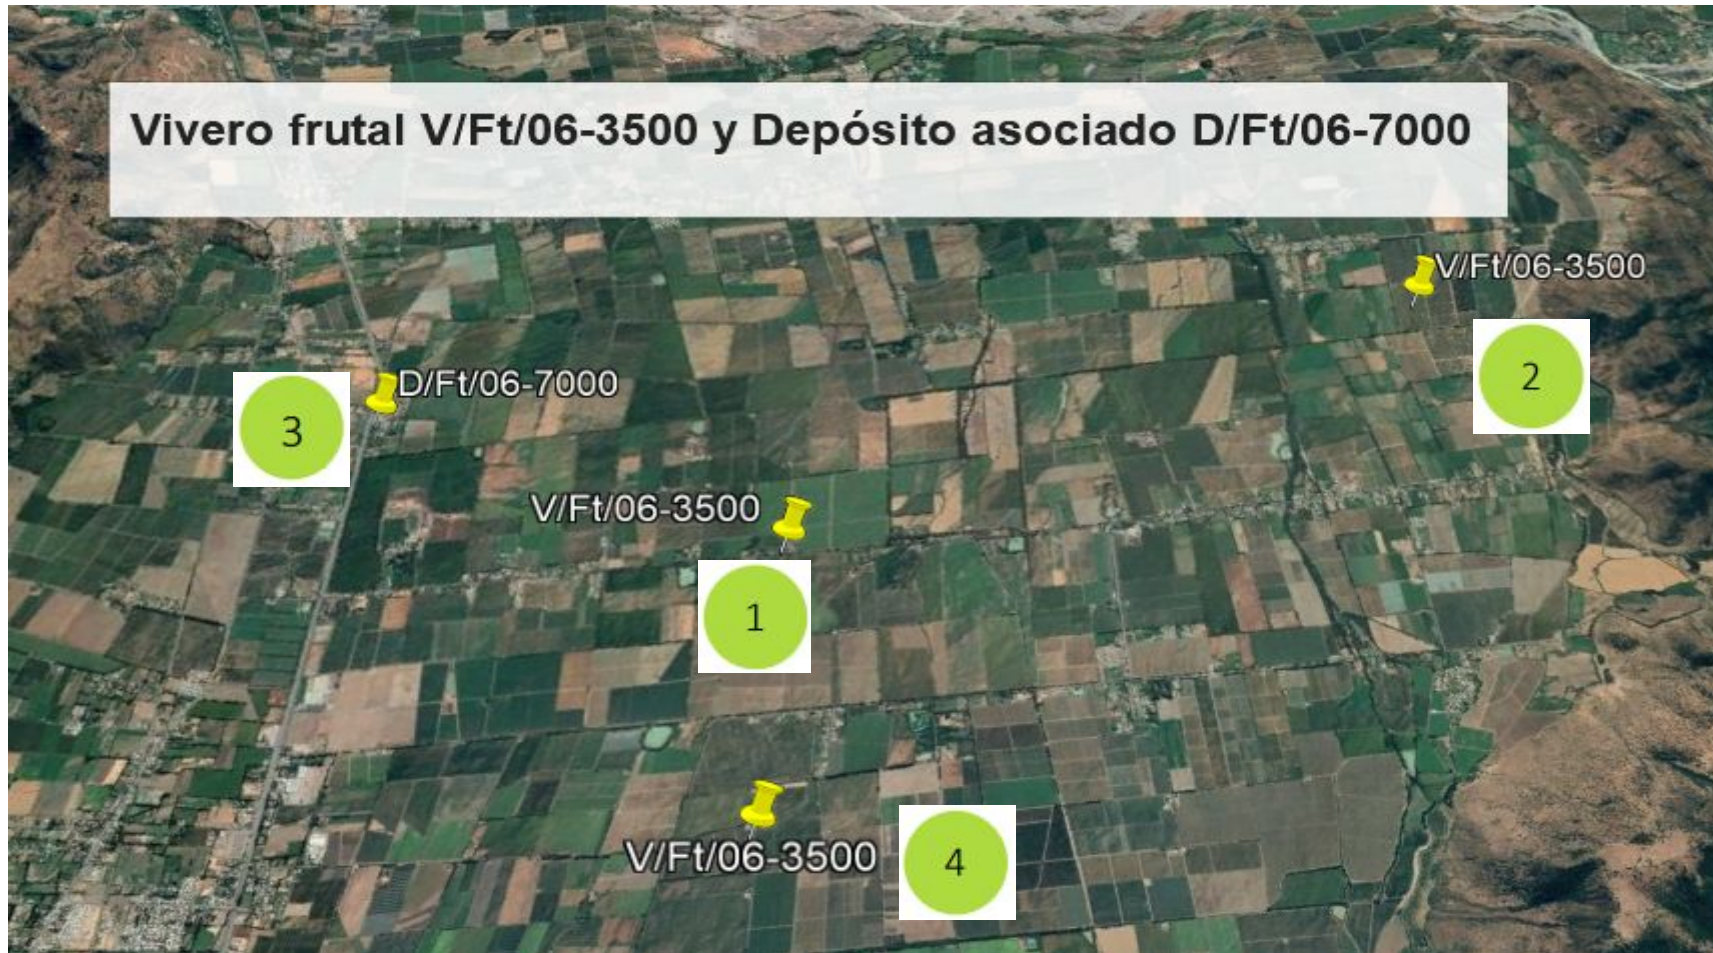 Vivero frutal V/Ft/06-3500 y Depósito asociado D/Ft/06-7000
V/Ft/06-3500
2
D/Ft/06-7000
3
V/Ft/06-3500
1
V/Ft/06-3500
4